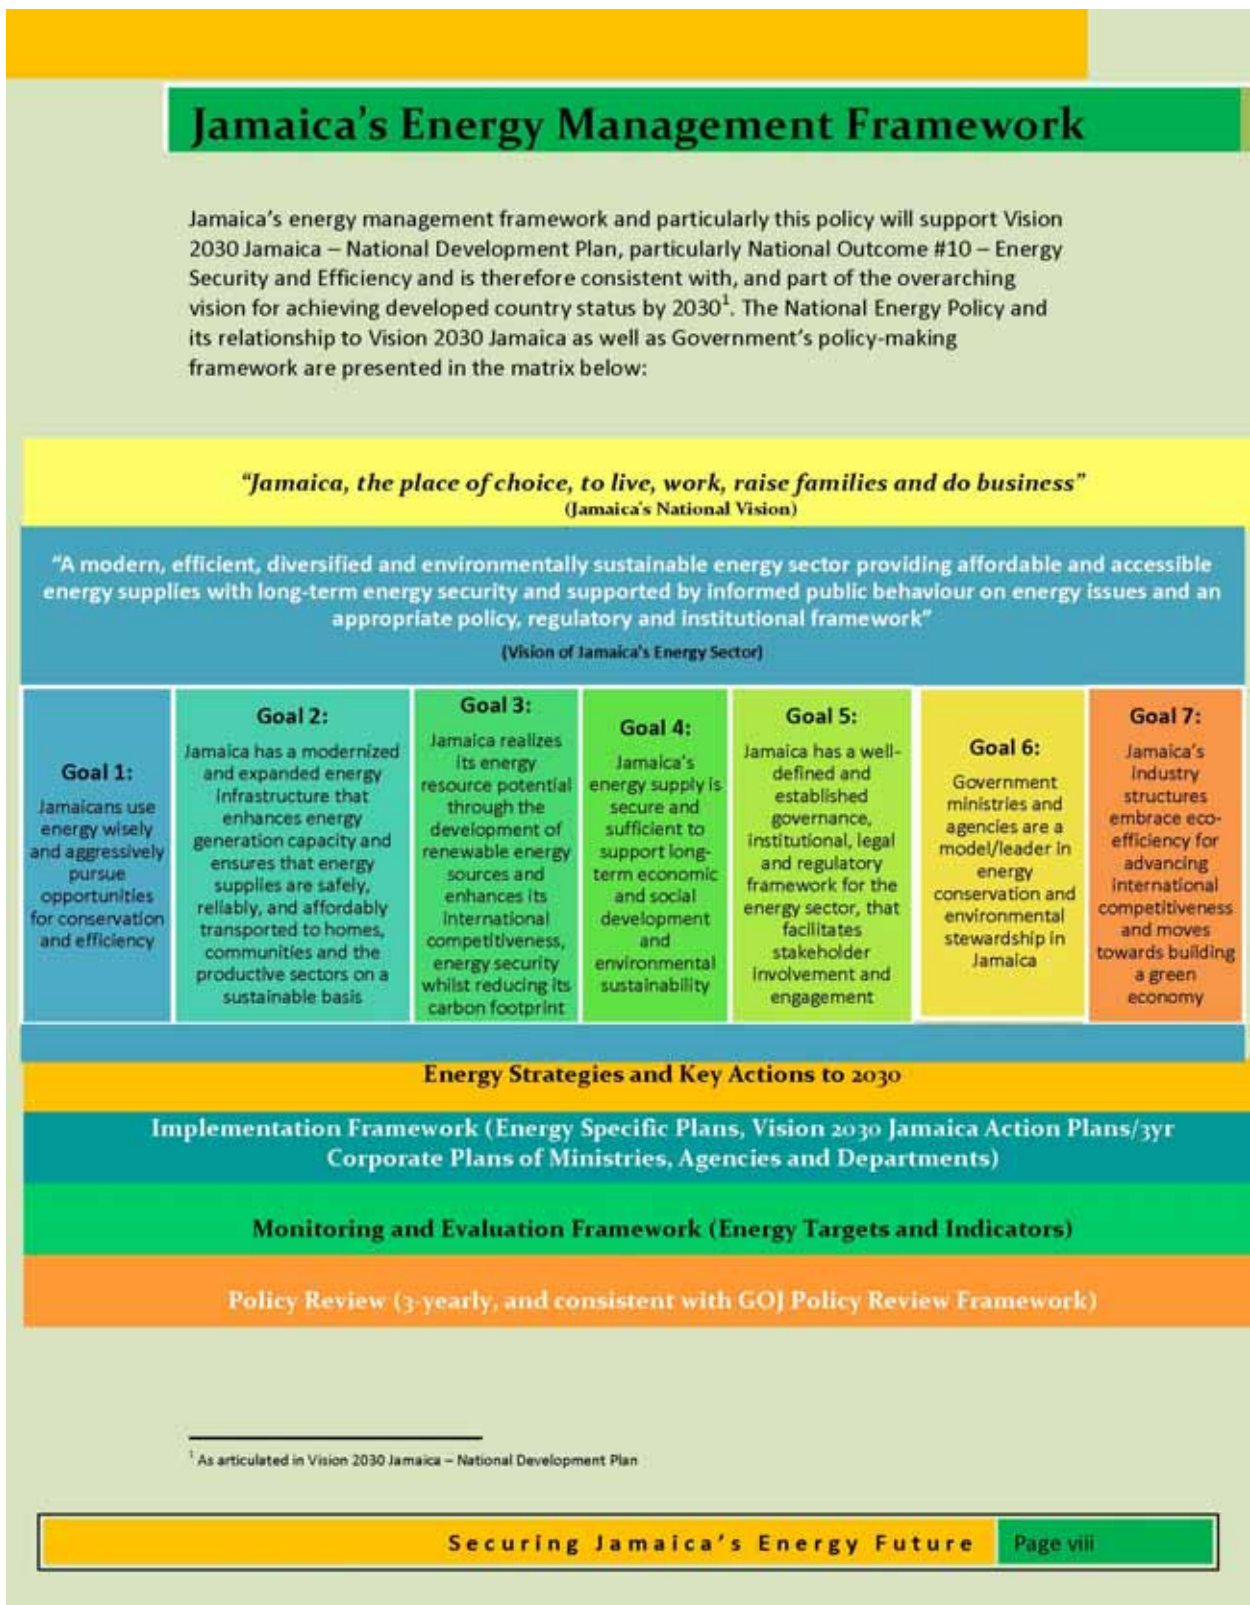 Jamaica's Energy Management Framework
Jamaica's energy management framework and particularly this policy will support Vision
2030 Jamaica – National Development Plan, particularly National Outcome #10 – Energy
Security and Efficiency and is therefore consistent with, and part of the overarching
vision for achieving developed country status by 2030¹. The National Energy Policy and
its relationship to Vision 2030 Jamaica as well as Government's policy-making
framework are presented in the matrix below:
"Jamaica, the place of choice, to live, work, raise families and do business"
(Jamaica's National Vision)
"A modern, efficient, diversified and environmentally sustainable energy sector providing affordable and accessible
energy supplies with long-term energy security and supported by informed public behaviour on energy issues and an
appropriate policy, regulatory and institutional framework"
(Vision of Jamaica's Energy Sector)
Goal 1:
Jamaicans use
energy wisely
and aggressively
pursue
opportunities
for conservation
and efficiency
Goal 2:
Jamaica has a modernized
and expanded energy
infrastructure that
enhances energy
generation capacity and
ensures that energy
supplies are safely,
reliably, and affordably
transported to homes,
communities and the
productive sectors on a
sustainable basis
Goal 3:
Jamaica realizes
its energy
resource potential
through the
development of
renewable energy
sources and
enhances its
international
competitiveness,
energy security
whilst reducing its
carbon footprint
Goal 4:
Jamaica's
energy supply is
secure and
sufficient to
support long-
term economic
and social
development
and
environmental
sustainability
Goal 5:
Jamaica has a well-
defined and
established
governance,
institutional, legal
and regulatory
framework for the
energy sector, that
facilitates
stakeholder
involvement and
engagement
Goal 6:
Government
ministries and
agencies are a
model/leader in
energy
conservation and
environmental
stewardship in
Jamaica
Goal 7:
Jamaica's
industry
structures
embrace eco-
efficiency for
advancing
international
competitiveness
and moves
towards building
a green
economy
Energy Strategies and Key Actions to 2030
Implementation Framework (Energy Specific Plans, Vision 2030 Jamaica Action Plans/3yr
Corporate Plans of Ministries, Agencies and Departments)
Monitoring and Evaluation Framework (Energy Targets and Indicators)
Policy Review (3-yearly, and consistent with GOJ Policy Review Framework)
¹ As articulated in Vision 2030 Jamaica – National Development Plan
Securing Jamaica's Energy Future
Page viii